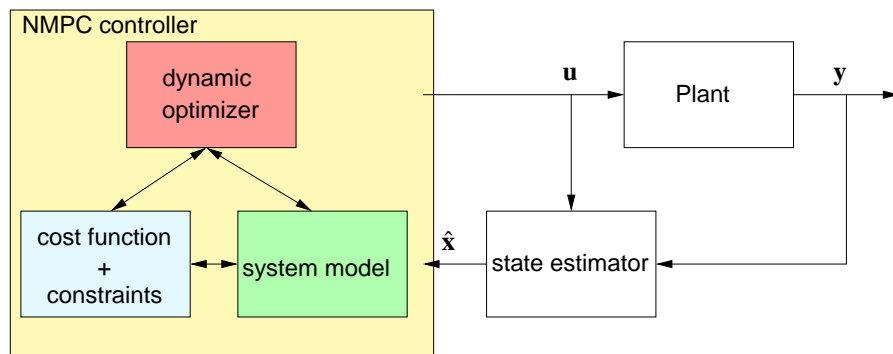 NMPC controller
dynamic
optimizer
u
Plant
y
cost function
+
constraints
system model
x̂
state estimator